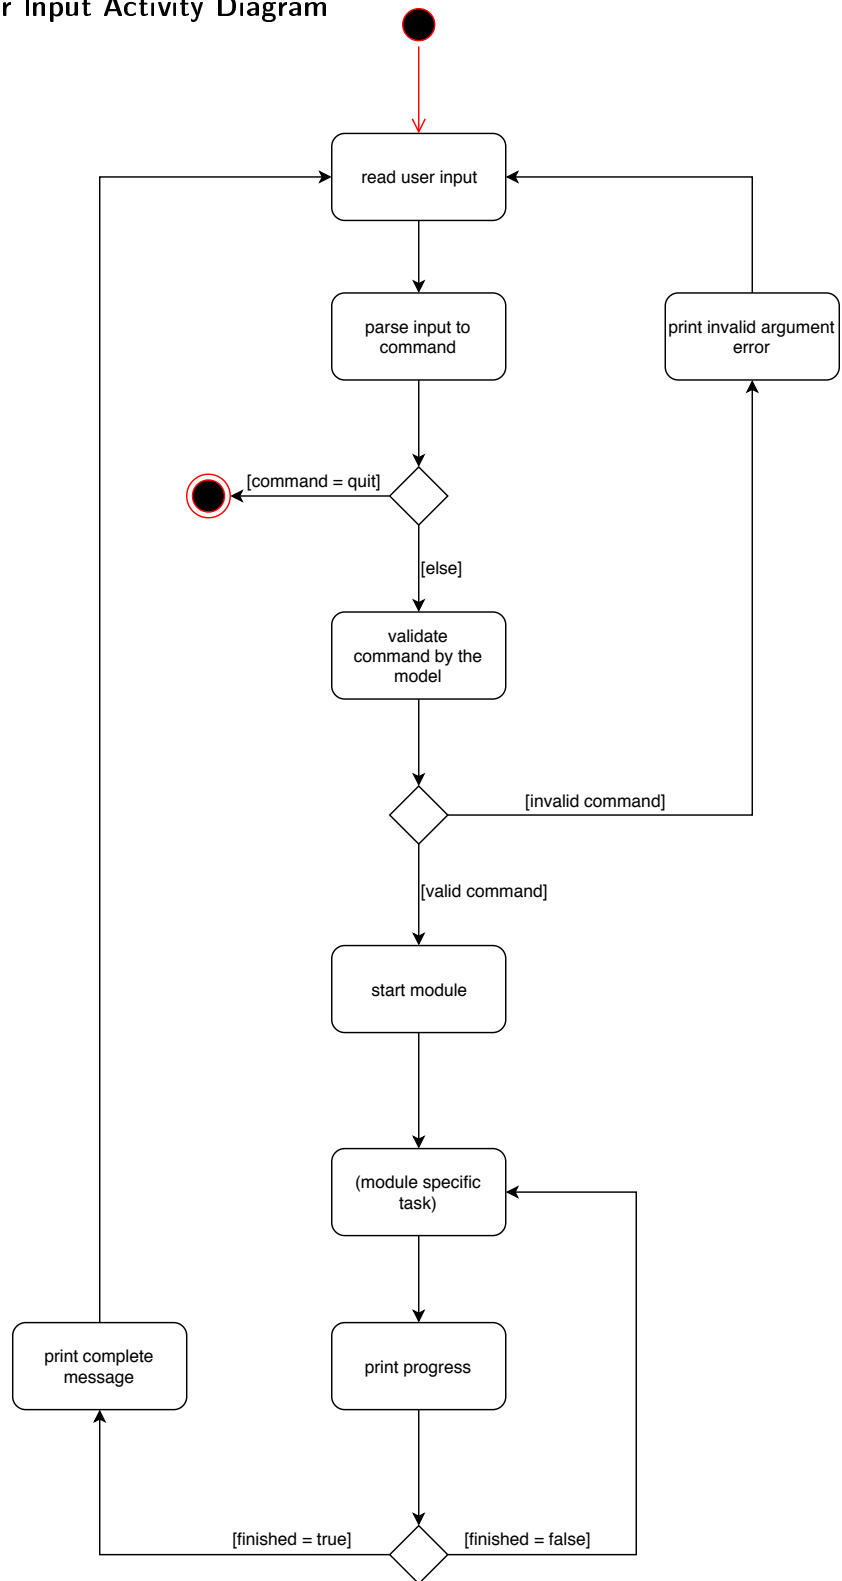 r Input Activity Diagram
read user input
parse input to
command
print invalid argument
error
[command = quit]
[else]
validate
command by the
model
[invalid command]
[valid command]
start module
(module specific
task)
print complete
message
print progress
[finished = true]
[finished = false]